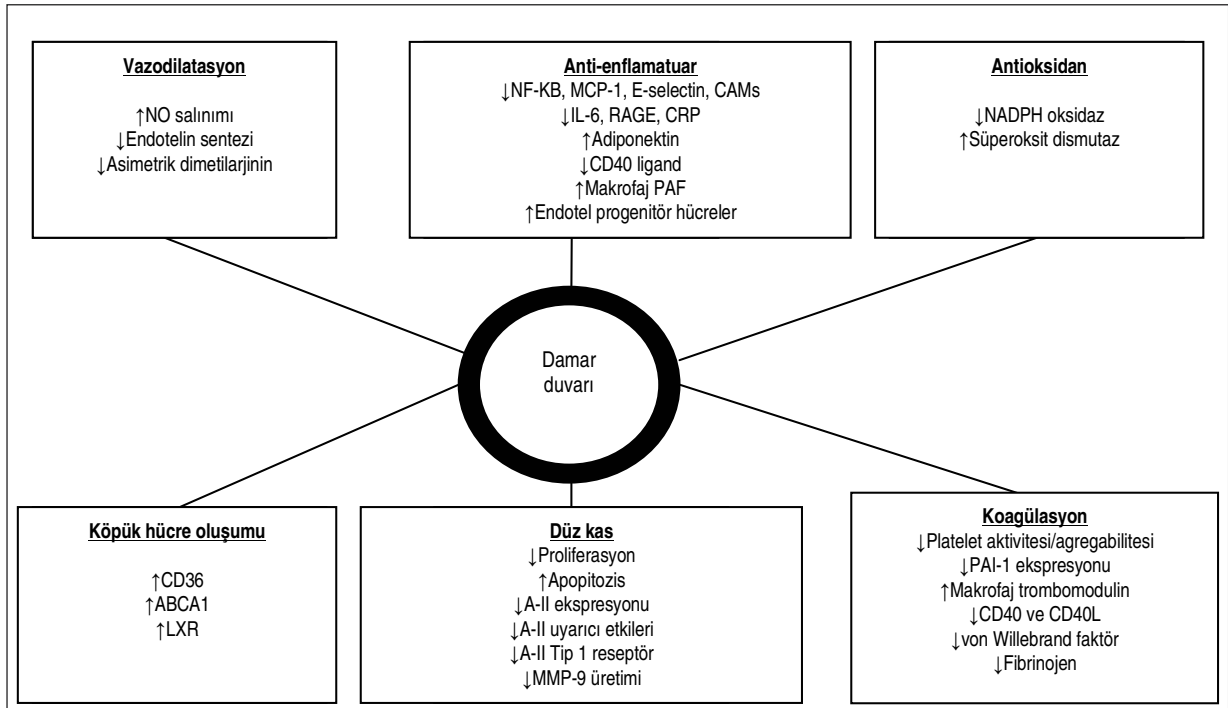 Vazodilatasyon
↑NO salınımı
↓Endotelin sentezi
↓Asimetrik dimetilarjinin
Anti-enflamatuar
↓NF-KB, MCP-1, E-selectin, CAMs
↓IL-6, RAGE, CRP
↑Adiponektin
↓CD40 ligand
↑Makrofaj PAF
↑Endotel progenitör hücreler
Antioksidan
↓NADPH oksidaz
↑Süperoksit dismutaz
Damar
duvarı
Köpük hücre oluşumu
↑CD36
↑ABCA1
↑LXR
Düz kas
↓Proliferasyon
↑Apopitozis
↓A-II ekspresyonu
↓A-II uyarıcı etkileri
↓A-II Tip 1 reseptör
↓MMP-9 üretimi
Koagülasyon
↓Platelet aktivitesi/agregabilitesi
↓PAI-1 ekspresyonu
↑Makrofaj trombomodulin
↓CD40 ve CD40L
↓von Willebrand faktör
↓Fibrinojen